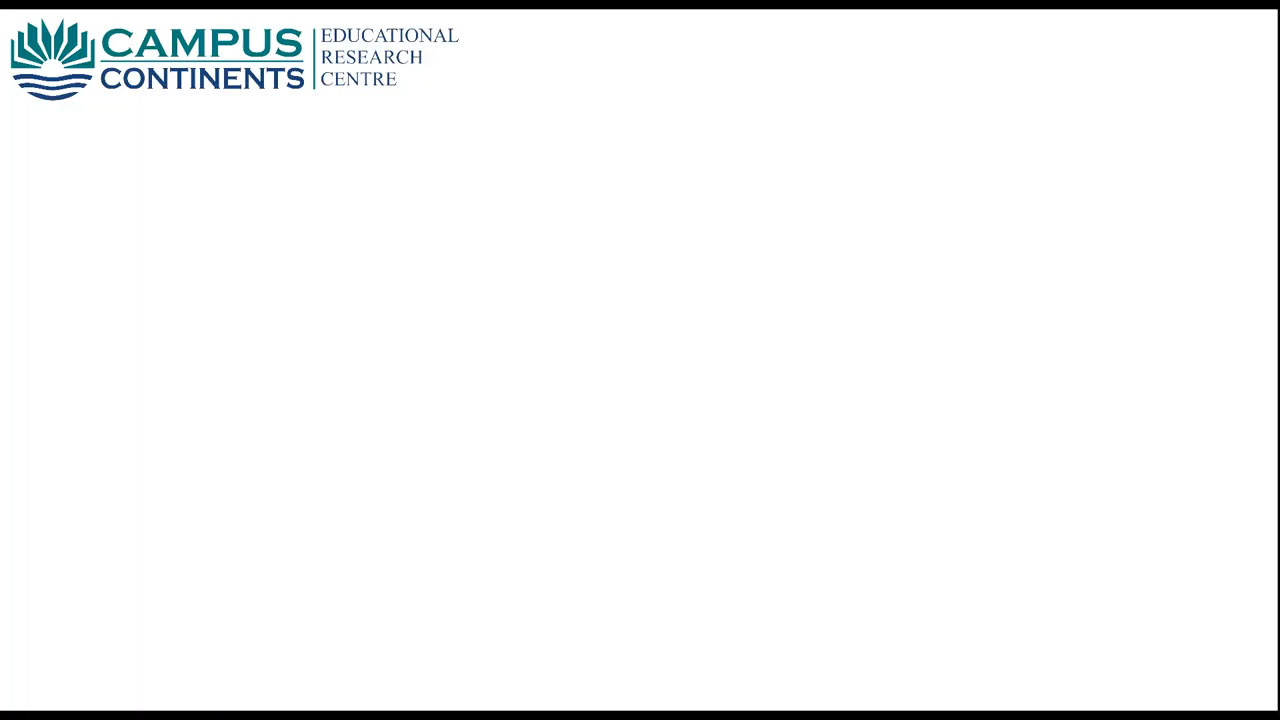 CAMPUS
CONTINENTS
EDUCATIONAL
RESEARCH
CENTRE